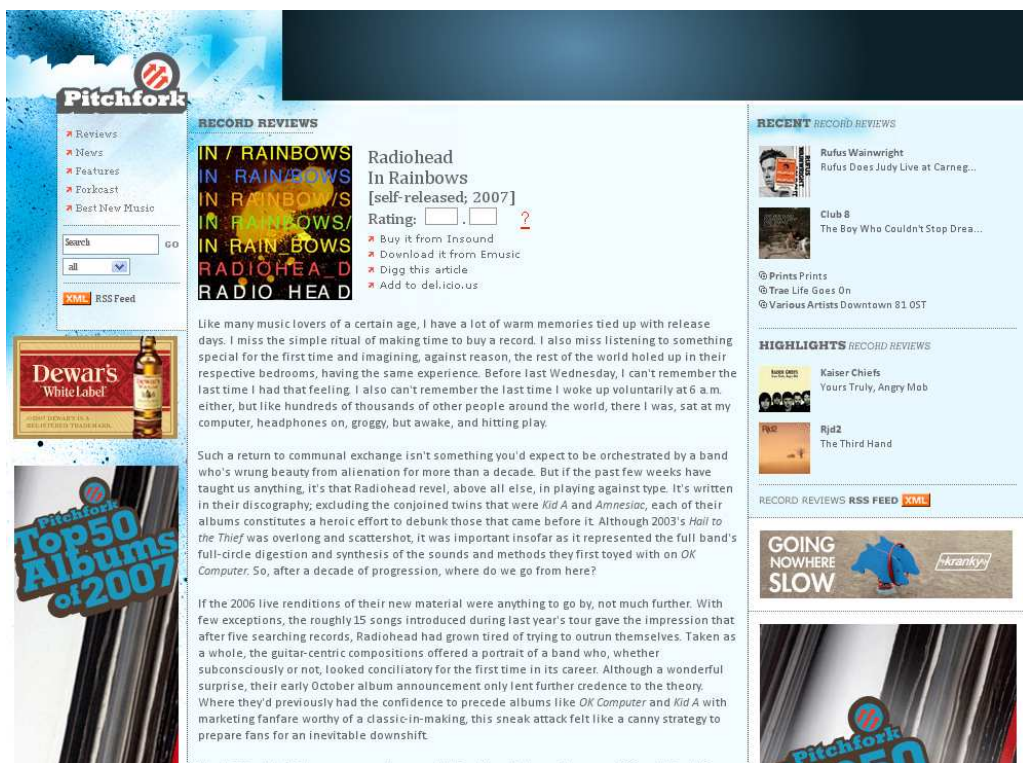 Pitchfork
Reviews
News
Features
Forkcast
Best New Music
Search
GO
all
XML RSS Feed
Dewar's
White Label
©2007 DEWAR'S IS A
REGISTERED TRADEMARK.
Pitchfork
Top 50
Albums
of 2007
RECORD REVIEWS
IN / RAINBOWS
IN RAIN/BOWS
IN RAINBOW/S
IN RAINBOWS/
IN RAIN BOWS
RADIOHEA_D
RADIO HEA D
Radiohead
In Rainbows
[self-released; 2007]
Rating: . ?
Buy it from Insound
Download it from Emusic
Digg this article
Add to del.icio.us
Like many music lovers of a certain age, I have a lot of warm memories tied up with release
days. I miss the simple ritual of making time to buy a record. I also miss listening to something
special for the first time and imagining, against reason, the rest of the world holed up in their
respective bedrooms, having the same experience. Before last Wednesday, I can't remember the
last time I had that feeling. I also can't remember the last time I woke up voluntarily at 6 a.m.
either, but like hundreds of thousands of other people around the world, there I was, sat at my
computer, headphones on, groggy, but awake, and hitting play.
Such a return to communal exchange isn't something you'd expect to be orchestrated by a band
who's wrung beauty from alienation for more than a decade. But if the past few weeks have
taught us anything, it's that Radiohead revel, above all else, in playing against type. It's written
in their discography; excluding the conjoined twins that were Kid A and Amnesiac, each of their
albums constitutes a heroic effort to debunk those that came before it. Although 2003's Hail to
the Thief was overlong and scattershot, it was important insofar as it represented the full band's
full-circle digestion and synthesis of the sounds and methods they first toyed with on OK
Computer. So, after a decade of progression, where do we go from here?
If the 2006 live renditions of their new material were anything to go by, not much further. With
few exceptions, the roughly 15 songs introduced during last year's tour gave the impression that
after five searching records, Radiohead had grown tired of trying to outrun themselves. Taken as
a whole, the guitar-centric compositions offered a portrait of a band who, whether
subconsciously or not, looked conciliatory for the first time in its career. Although a wonderful
surprise, their early October album announcement only lent further credence to the theory.
Where they'd previously had the confidence to precede albums like OK Computer and Kid A with
marketing fanfare worthy of a classic-in-making, this sneak attack felt like a canny strategy to
prepare fans for an inevitable downshift.
RECENT RECORD REVIEWS
Rufus Wainwright
Rufus Does Judy Live at Carneg...
Club 8
The Boy Who Couldn't Stop Drea...
Prints Prints
Trae Life Goes On
Various Artists Downtown 81 OST
HIGHLIGHTS RECORD REVIEWS
KAISER CHIEFS
Kaiser Chiefs
Yours Truly, Angry Mob
Rjd2
Rjd2
The Third Hand
RECORD REVIEWS RSS FEED XML
GOING
NOWHERE
SLOW
kranky
Pitchfork